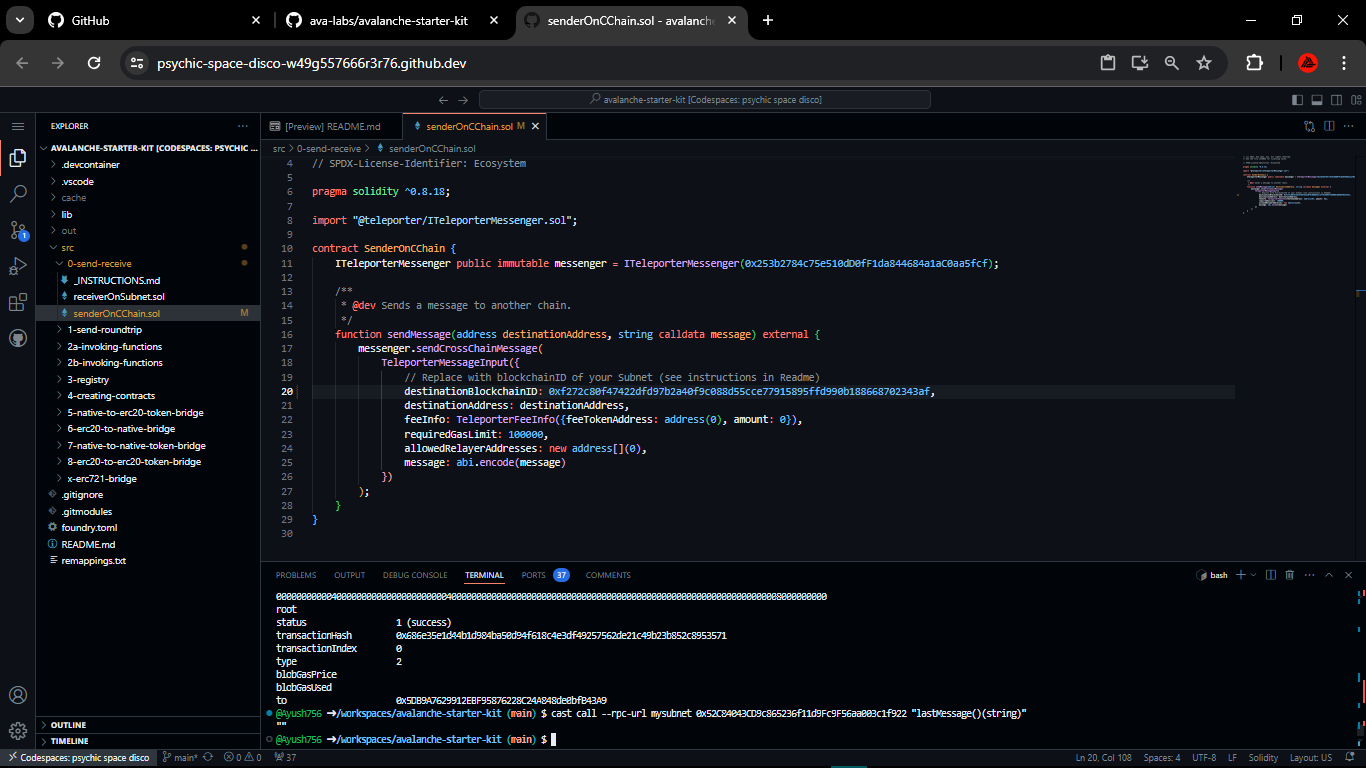 GitHub
ava-labs/avalanche-starter-kit
senderOnCChain.sol - avalanche
psychic-space-disco-w49g557666r3r76.github.dev
avalanche-starter-kit [Codespaces: psychic space disco]
EXPLORER
AVALANCHE-STARTER-KIT [CODESPACES: PSYCHIC ...
.devcontainer
.vscode
cache
lib
out
src
0-send-receive
_INSTRUCTIONS.md
receiverOnSubnet.sol
senderOnCChain.sol M
1-send-roundtrip
2a-invoking-functions
2b-invoking-functions
3-registry
4-creating-contracts
5-native-to-erc20-token-bridge
6-erc20-to-native-bridge
7-native-to-native-token-bridge
8-erc20-to-erc20-token-bridge
x-erc721-bridge
.gitignore
.gitmodules
foundry.toml
README.md
remappings.txt
OUTLINE
TIMELINE
1
[Preview] README.md
senderOnCChain.sol M
src > 0-send-receive > senderOnCChain.sol
4 // SPDX-License-Identifier: Ecosystem
5
6 pragma solidity ^0.8.18;
7
8 import "@teleporter/ITeleporterMessenger.sol";
9
10 contract SenderOnCChain {
11 ITeleporterMessenger public immutable messenger = ITeleporterMessenger(0x253b2784c75e510dD0fF1da844684a1aC0aa5fcf);
12
13 /**
14 * @dev Sends a message to another chain.
15 */
16 function sendMessage(address destinationAddress, string calldata message) external {
17 messenger.sendCrossChainMessage(
18 TeleporterMessageInput({
19 // Replace with blockchainID of your Subnet (see instructions in Readme)
20 destinationBlockchainID: 0xf272c80f47422dfd97b2a40f9c088d55cce77915895ffd990b188668702343af,
21 destinationAddress: destinationAddress,
22 feeInfo: TeleporterFeeInfo({feeTokenAddress: address(0), amount: 0}),
23 requiredGasLimit: 100000,
24 allowedRelayerAddresses: new address[](0),
25 message: abi.encode(message)
26 })
27 );
28 }
29 }
30
PROBLEMS OUTPUT DEBUG CONSOLE TERMINAL PORTS 37 COMMENTS
bash
root
status 1 (success)
transactionHash 0x686e35e1d44b1d984ba50d94f618c4e3df49257562de21c49b23b852c8953571
transactionIndex 0
type 2
blobGasPrice
blobGasUsed
to 0x5DB9A7629912EBF95876228C24A848de0bfB43A9
@Ayush756 ➜/workspaces/avalanche-starter-kit (main) $ cast call --rpc-url mysubnet 0x52C84043CD9c865236f11d9Fc9F56aa003c1f922 "lastMessage()(string)"
""
@Ayush756 ➜/workspaces/avalanche-starter-kit (main) $
Codespaces: psychic space disco main* 0 0 37 Ln 20, Col 108 Spaces: 4 UTF-8 LF Solidity Layout: US